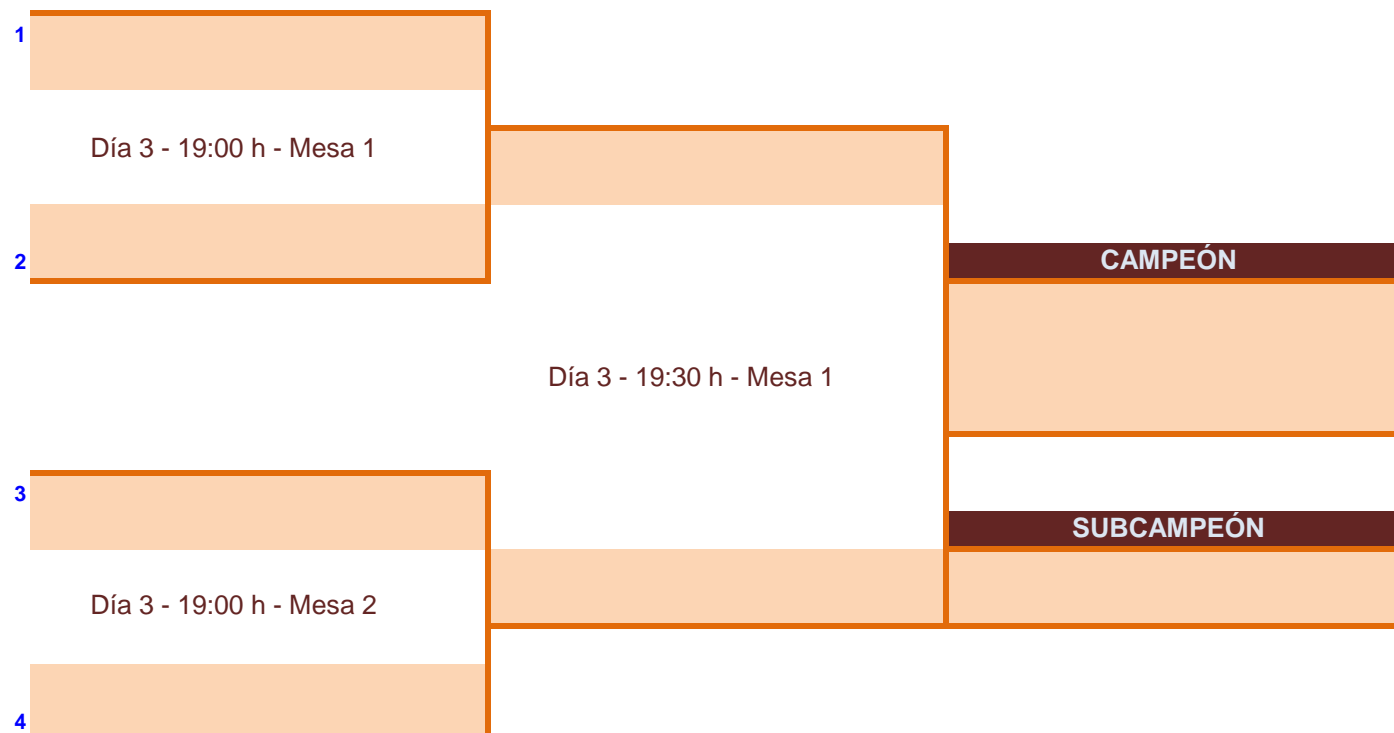 1
Día 3 - 19:00 h - Mesa 1
2
CAMPEÓN
Día 3 - 19:30 h - Mesa 1
3
SUBCAMPEÓN
Día 3 - 19:00 h - Mesa 2
4